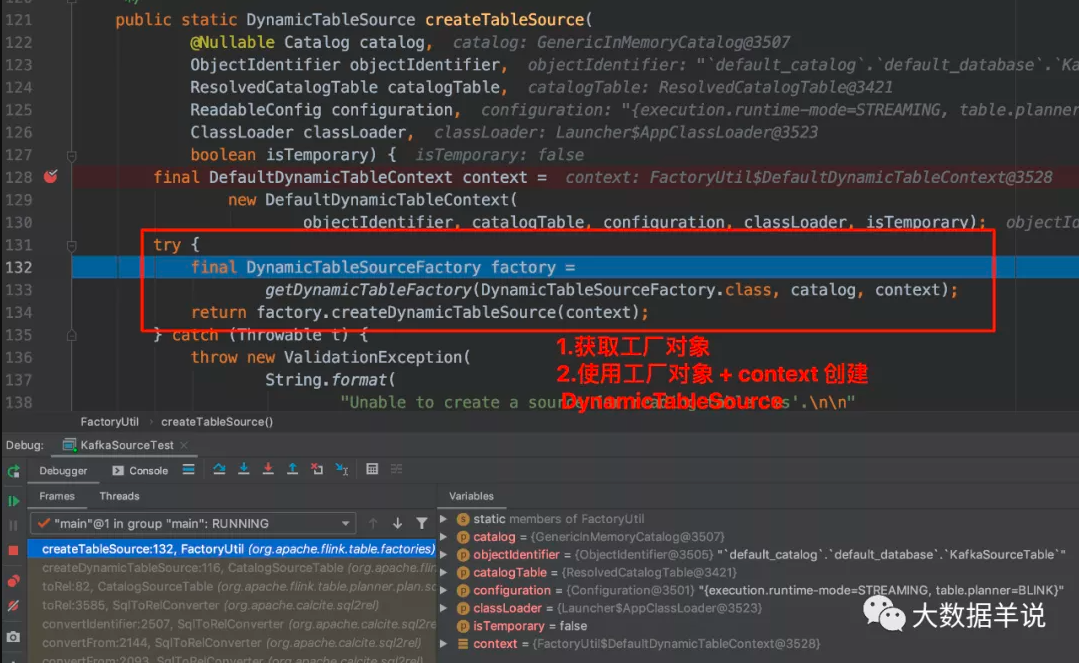 121 public static DynamicTableSource createTableSource(
122 @Nullable Catalog catalog, catalog: GenericInMemoryCatalog@3507
123 ObjectIdentifier objectIdentifier, objectIdentifier: "`default_catalog`.`default_database`.`Ka
124 ResolvedCatalogTable catalogTable, catalogTable: ResolvedCatalogTable@3421
125 ReadableConfig configuration, configuration: "{execution.runtime-mode=STREAMING, table.planner
126 ClassLoader classLoader, classLoader: Launcher$AppClassLoader@3523
127 boolean isTemporary) { isTemporary: false
128 final DefaultDynamicTableContext context = context: FactoryUtil$DefaultDynamicTableContext@3528
129 new DefaultDynamicTableContext(
130 objectIdentifier, catalogTable, configuration, classLoader, isTemporary); objectId
131 try {
132 final DynamicTableSourceFactory factory =
133 getDynamicTableFactory(DynamicTableSourceFactory.class, catalog, context);
134 return factory.createDynamicTableSource(context);
135 } catch (Throwable t) {
1.获取工厂对象
136 throw new ValidationException(
2.使用工厂对象 + context 创建
137 String.format(
DynamicTableSource
138 "Unable to create a source '.\n\n"
FactoryUtil › createTableSource()
Debug: KafkaSourceTest ×
Debugger Console
Frames Threads Variables
"main"@1 in group "main": RUNNING
static members of FactoryUtil
catalog = {GenericInMemoryCatalog@3507}
createTableSource:132, FactoryUtil (org.apache.flink.table.factories)
objectIdentifier = {ObjectIdentifier@3505} "`default_catalog`.`default_database`.`KafkaSourceTable`"
createDynamicTableSource:116, CatalogSourceTable (org.apache.flin
catalogTable = {ResolvedCatalogTable@3421}
toRel:82, CatalogSourceTable (org.apache.flink.table.planner.plan.sc
configuration = {Configuration@3501} "{execution.runtime-mode=STREAMING, table.planner=BLINK}"
toRel:3585, SqlToRelConverter (org.apache.calcite.sql2rel)
classLoader = {Launcher$AppClassLoader@3523}
convertIdentifier:2507, SqlToRelConverter (org.apache.calcite.sql2re
isTemporary = false
convertFrom:2144, SqlToRelConverter (org.apache.calcite.sql2rel)
context = {FactoryUtil$DefaultDynamicTableContext@3528}
convertFrom:2093, SqlToRelConverter (org.apache.calcite.sql2rel)
大数据羊说